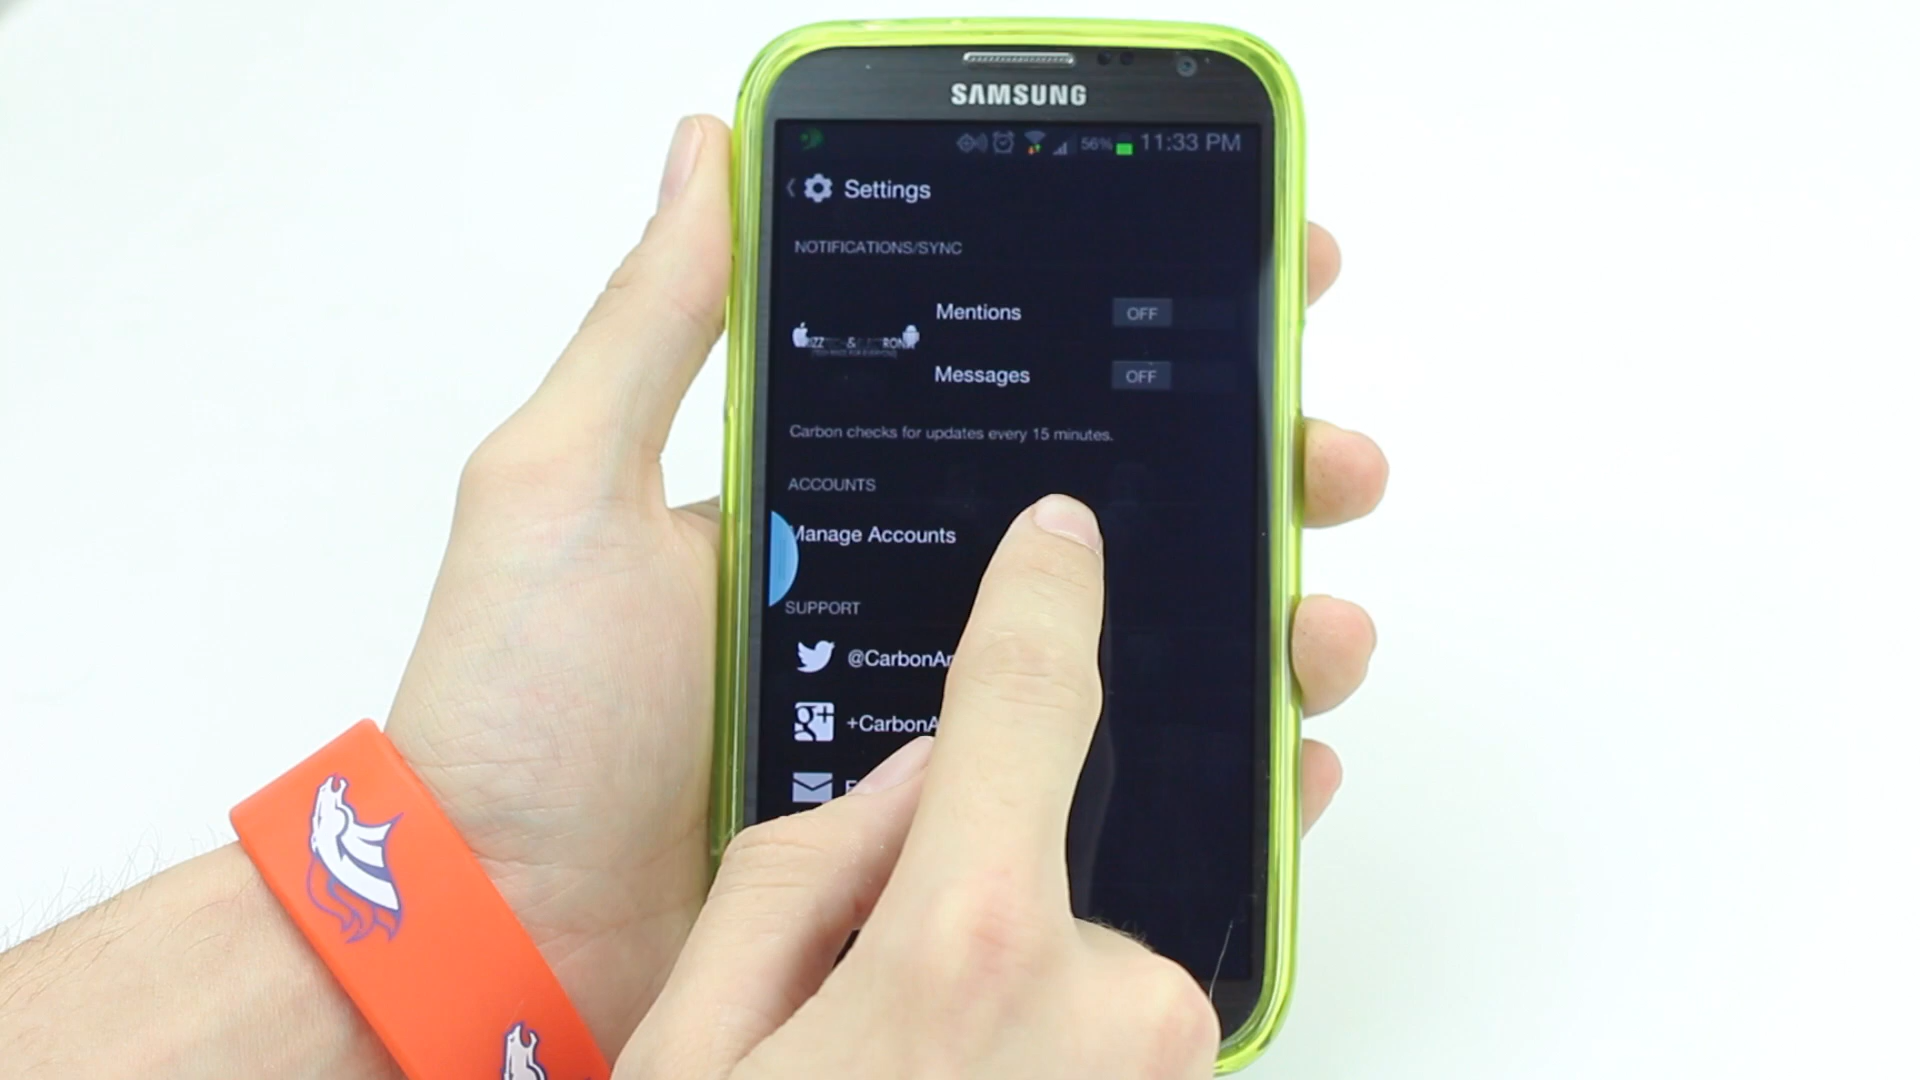 SAMSUNG
56% 11:33 PM
Settings
NOTIFICATIONS/SYNC
Mentions OFF
Messages OFF
Carbon checks for updates every 15 minutes.
ACCOUNTS
Manage Accounts
SUPPORT
@CarbonA
+Carbon